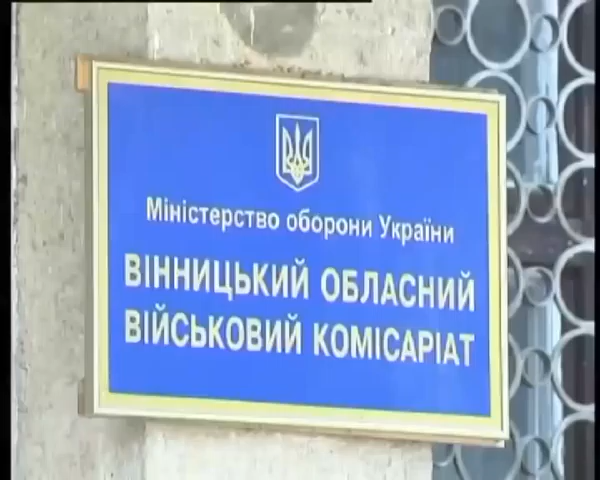 Міністерство оборони України
ВІННИЦЬКИЙ ОБЛАСНИЙ
ВІЙСЬКОВИЙ КОМІСАРІАТ